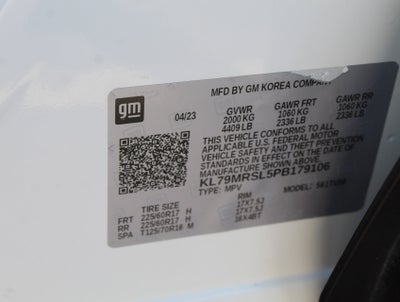 MFD BY GM KOREA COMPANY
gm
04/23 GVWR GAWR FRT GAWR RR
2000 KG 1060 KG 1060 KG
4409 LB 2336 LB 2336 LB
THIS VEHICLE CONFORMS TO ALL
APPLICABLE U.S. FEDERAL MOTOR
VEHICLE SAFETY AND THEFT PREVENTION
STANDARDS IN EFFECT ON THE DATE OF
MANUFACTURE SHOWN ABOVE.
KL79MRSL5PB179106
TYPE: MPV MODEL:
TIRE SIZE RIM
FRT 225/60R17 H 17X7.5J
RR 225/60R17 H 17X7.5J
SPA T125/70R16 M 16X4BT